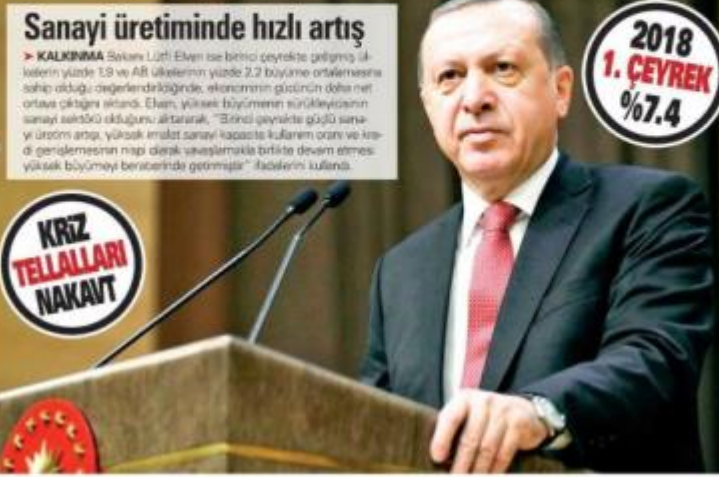 Sanayi üretiminde hızlı artış
➤ KALKINMA Bakanı Lütfi Elvan ise birinci çeyrekte gelişmiş ül-
kelerin yüzde 1.9 ve AB ülkelerinin yüzde 2.2 büyüme ortalamasına
sahip olduğu değerlendirildiğinde, ekonominin gücünün daha net
ortaya çıktığını aktardı. Elvan, yüksek büyümenin sürükleyicisinin
sanayi sektörü olduğunu aktararak, "Birinci çeyrekte güçlü sana-
yi üretim artışı, yüksek imalat sanayi kapasite kullanım oranı ve kre-
di genişlemesinin nispi olarak yavaşlamakla birlikte devam etmesi
yüksek büyümeyi beraberinde getirmiştir" ifadelerini kullandı.
2018
1. ÇEYREK
%7.4
KRİZ
TELLALLARI
NAKAVT